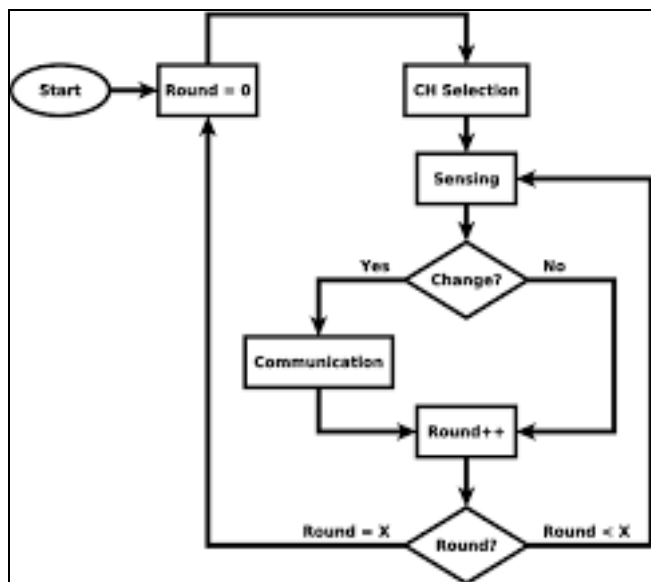 Start
Round = 0
CH Selection
Sensing
Change?
Yes
No
Communication
Round++
Round?
Round = X
Round < X